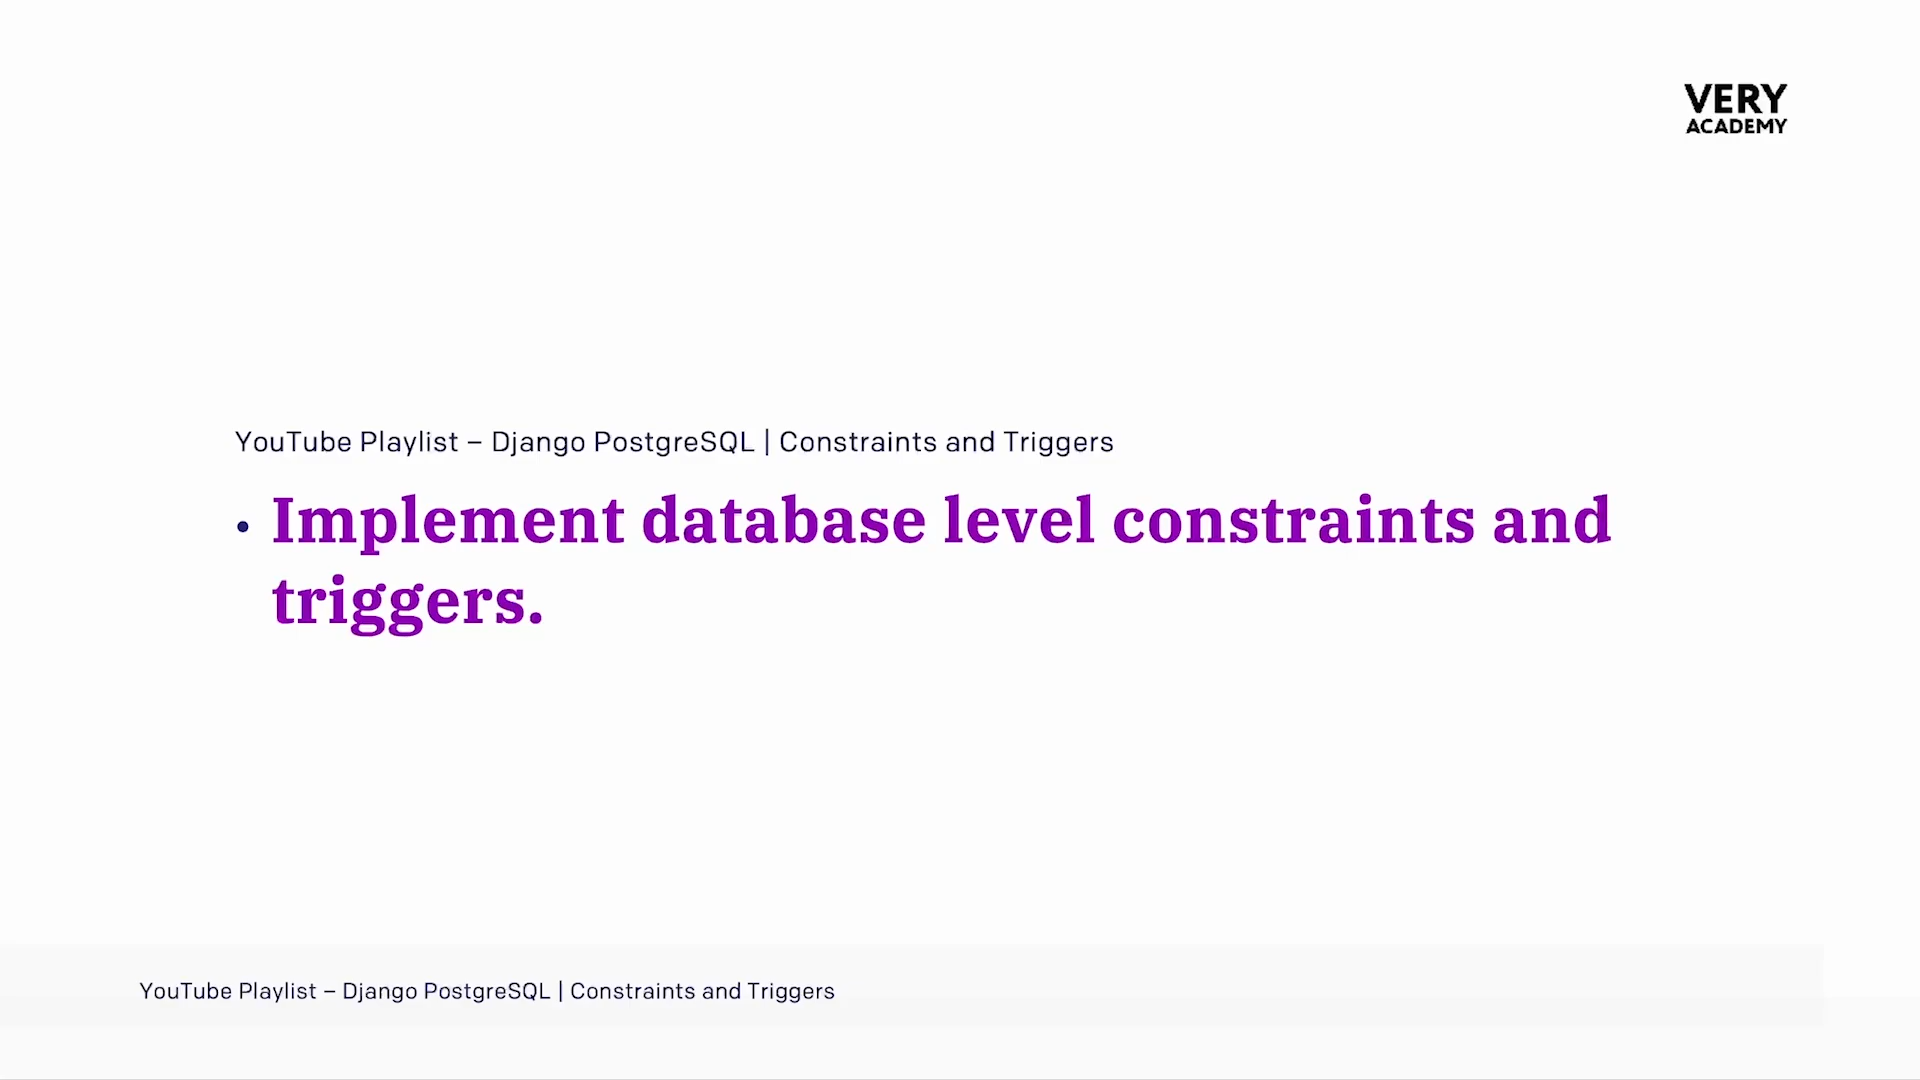 VERY
ACADEMY
YouTube Playlist – Django PostgreSQL | Constraints and Triggers
• Implement database level constraints and
triggers.
YouTube Playlist – Django PostgreSQL | Constraints and Triggers